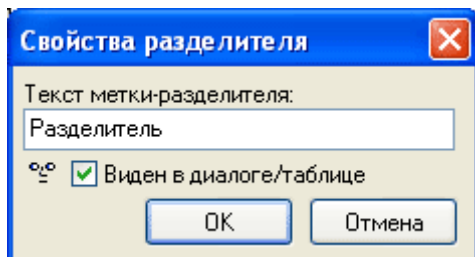 Свойства разделителя
Текст метки-разделителя:
Разделитель
Виден в диалоге/таблице
OK Отмена